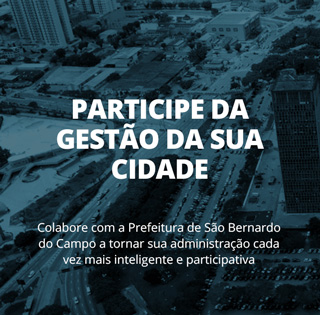 PARTICIPE DA
GESTÃO DA SUA
CIDADE
Colabore com a Prefeitura de São Bernardo
do Campo a tornar sua administração cada
vez mais inteligente e participativa